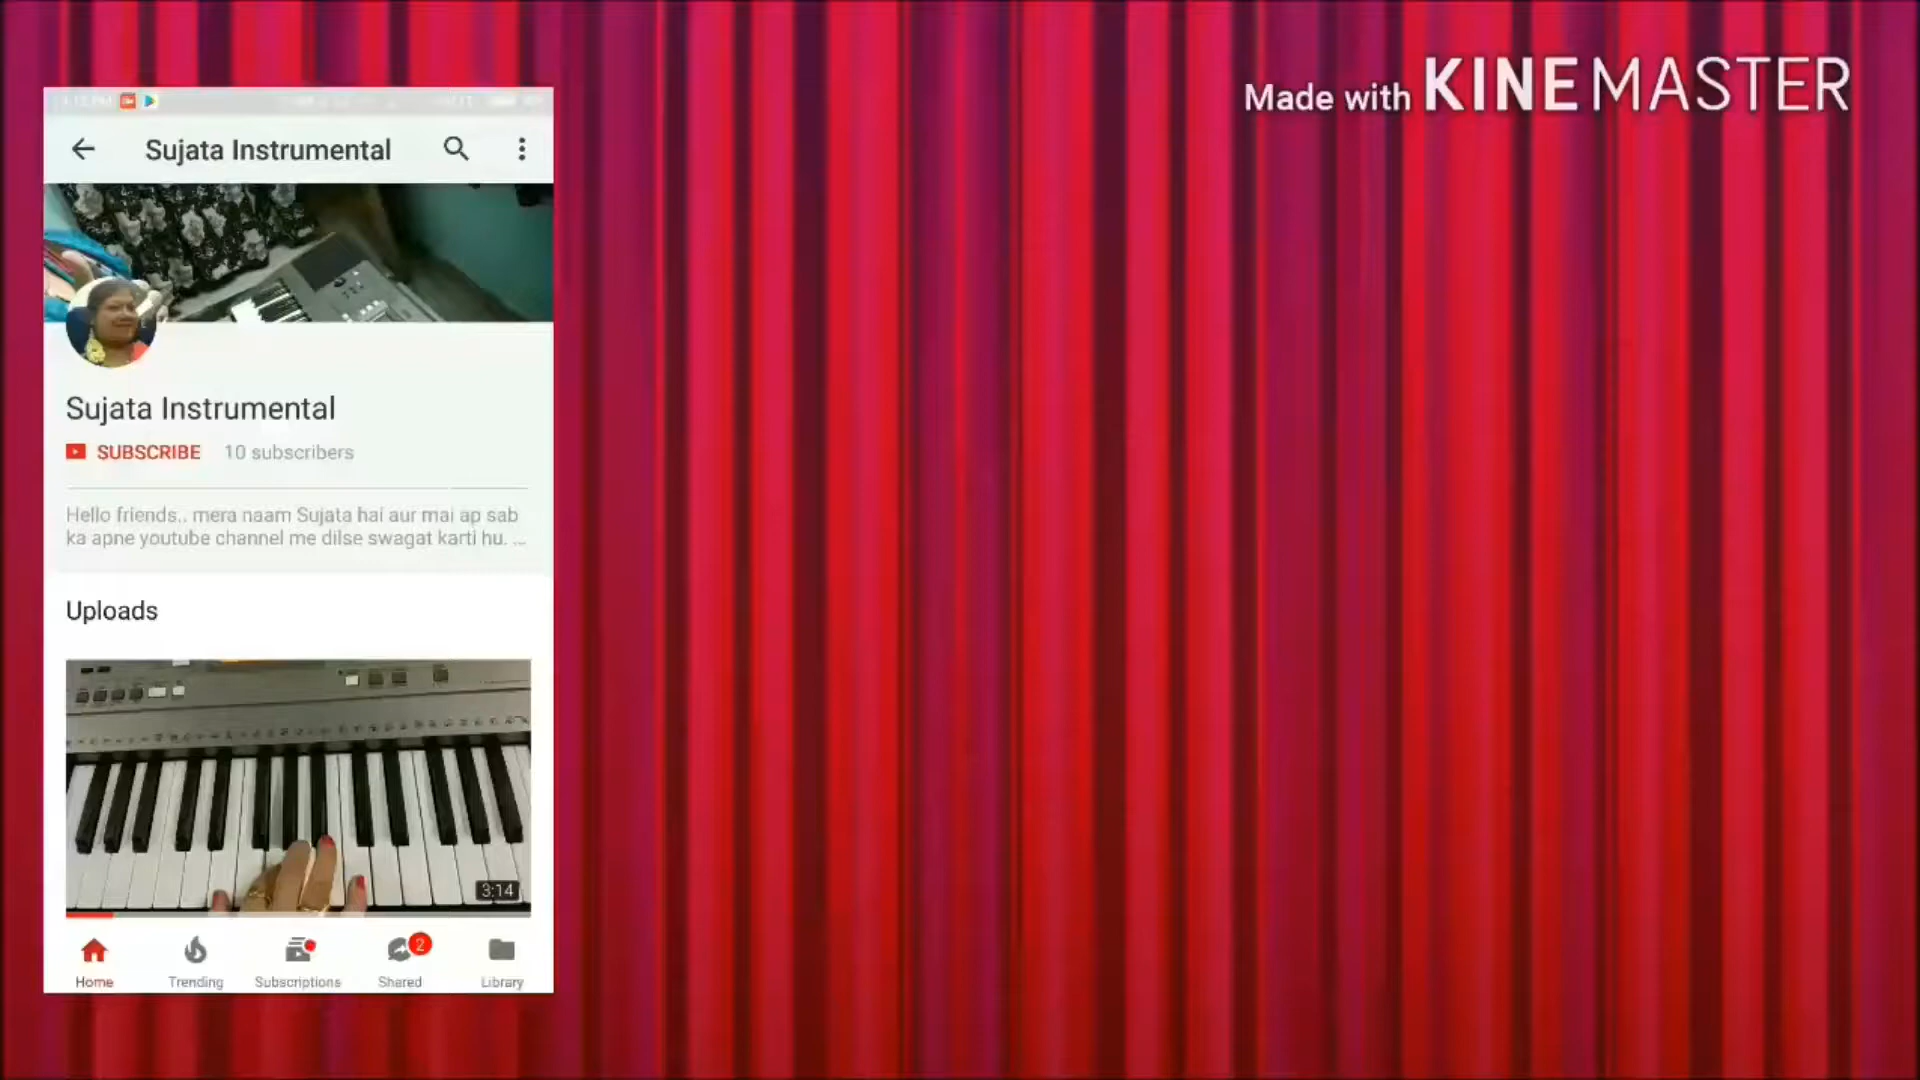 Made with KINEMASTER
Sujata Instrumental
Sujata Instrumental
SUBSCRIBE 10 subscribers
Hello friends.. mera naam Sujata hai aur mai ap sab
ka apne youtube channel me dilse swagat karti hu. ...
Uploads
3:14
2
Home Trending Subscriptions Shared Library